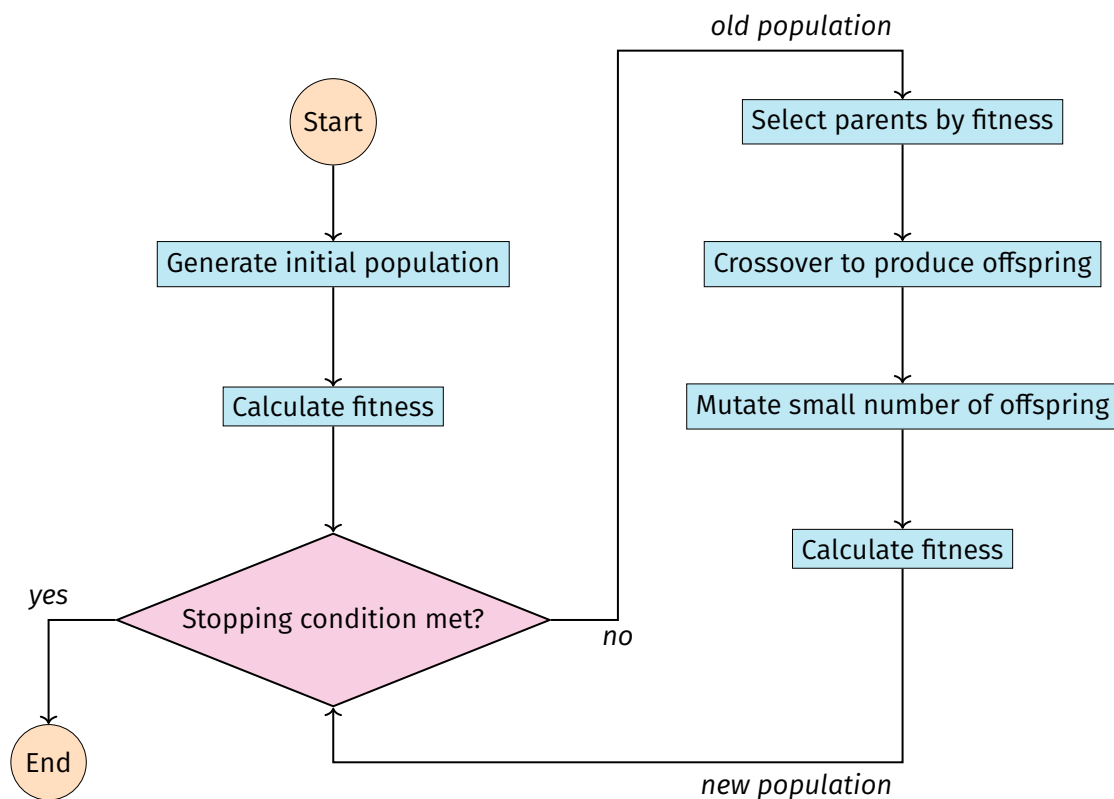 old population
Start
Select parents by fitness
Generate initial population
Crossover to produce offspring
Calculate fitness
Mutate small number of offspring
Calculate fitness
yes
Stopping condition met?
no
End
new population